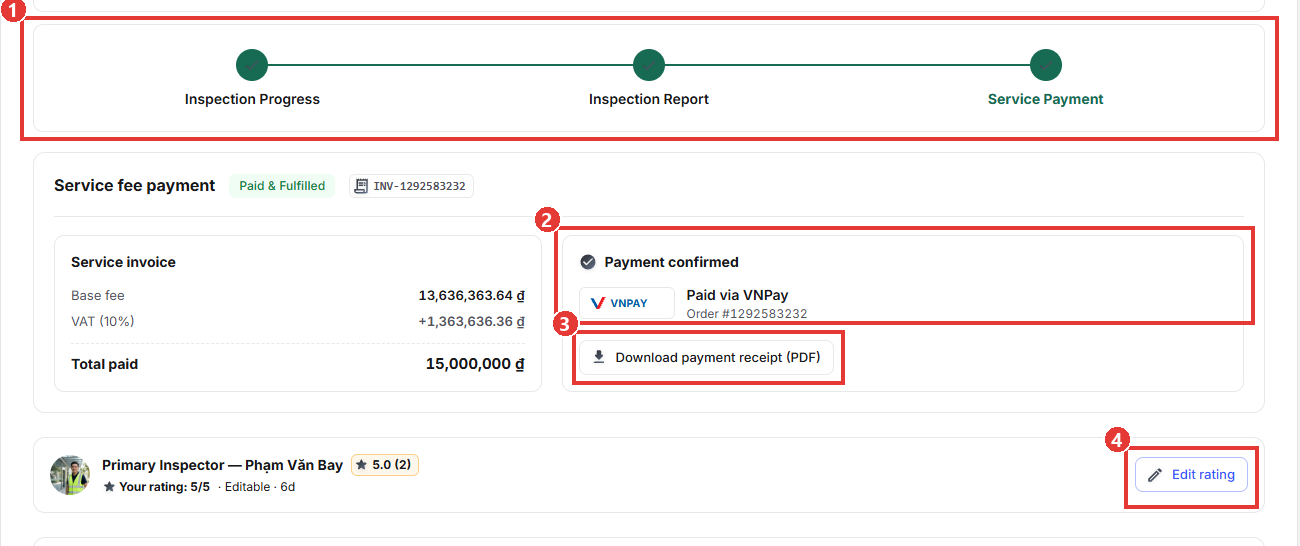 1
Inspection Progress
Inspection Report
Service Payment
Service fee payment
Paid & Fulfilled
INV-1292583232
2
Service invoice
Base fee 13,636,363.64 ₫
VAT (10%) +1,363,636.36 ₫
Total paid 15,000,000 ₫
Payment confirmed
VNPAY
Paid via VNPay
Order #1292583232
3
Download payment receipt (PDF)
4
Primary Inspector — Phạm Văn Bay
5.0 (2)
Your rating: 5/5 · Editable · 6d
Edit rating